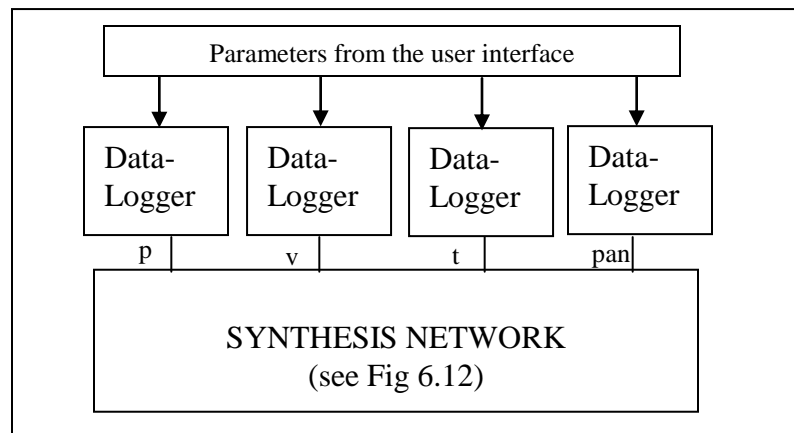 Parameters from the user interface
Data-
Logger
Data-
Logger
Data-
Logger
Data-
Logger
p
v
t
pan
SYNTHESIS NETWORK
(see Fig 6.12)